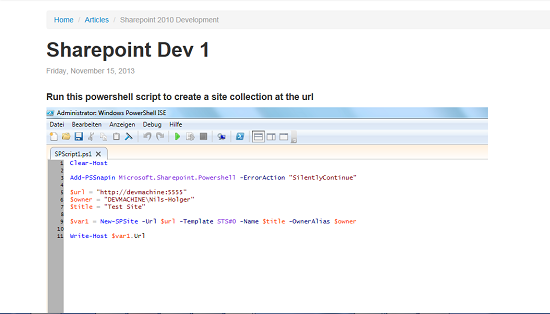 Home / Articles / Sharepoint 2010 Development
Sharepoint Dev 1
Friday, November 15, 2013
Run this powershell script to create a site collection at the url
Administrator: Windows PowerShell ISE
Datei Bearbeiten Anzeigen Debug Hilfe
SPScript1.ps1 X
1 Clear-Host
2
3 Add-PSSnapin Microsoft.Sharepoint.Powershell -ErrorAction "SilentlyContinue"
4
5 $url = "http://devmachine:5555"
6 $owner = "DEVMACHINE\Nils-Holger"
7 $title = "Test Site"
8
9 $var1 = New-SPSite -Url $url -Template STS#0 -Name $title -OwnerAlias $owner
10
11 Write-Host $var1.Url